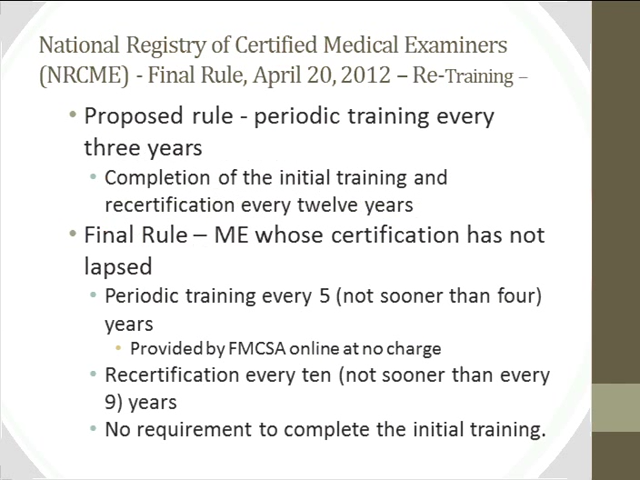 National Registry of Certified Medical Examiners
(NRCME) - Final Rule, April 20, 2012 – Re-Training –
• Proposed rule - periodic training every
three years
• Completion of the initial training and
recertification every twelve years
• Final Rule – ME whose certification has not
lapsed
• Periodic training every 5 (not sooner than four)
years
• Provided by FMCSA online at no charge
• Recertification every ten (not sooner than every
9) years
• No requirement to complete the initial training.